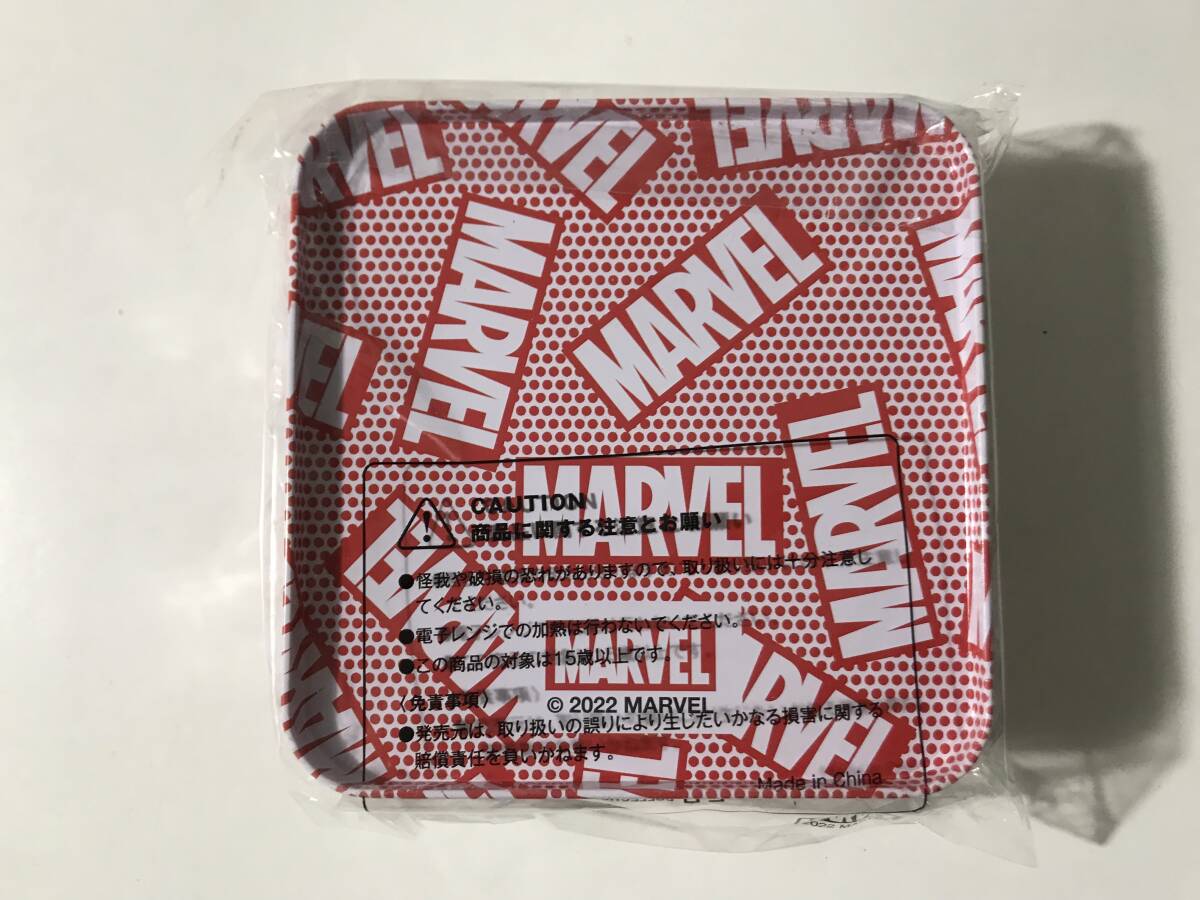 MARVEL
MARVEL
MARVEL
MARVEL
MARVEL
MARVEL
MARVEL
CAUTION
商品に関する注意とお願い
●怪我や破損の恐れがありますので、取り扱いには十分注意し
てください。
●電子レンジでの加熱は行わないでください。
●この商品の対象は15歳以上です。
MARVEL
〈免責事項〉
© 2022 MARVEL
●発売元は、取り扱いの誤りにより生じたいかなる損害に関する
賠償責任を負いかねます。
Made in China